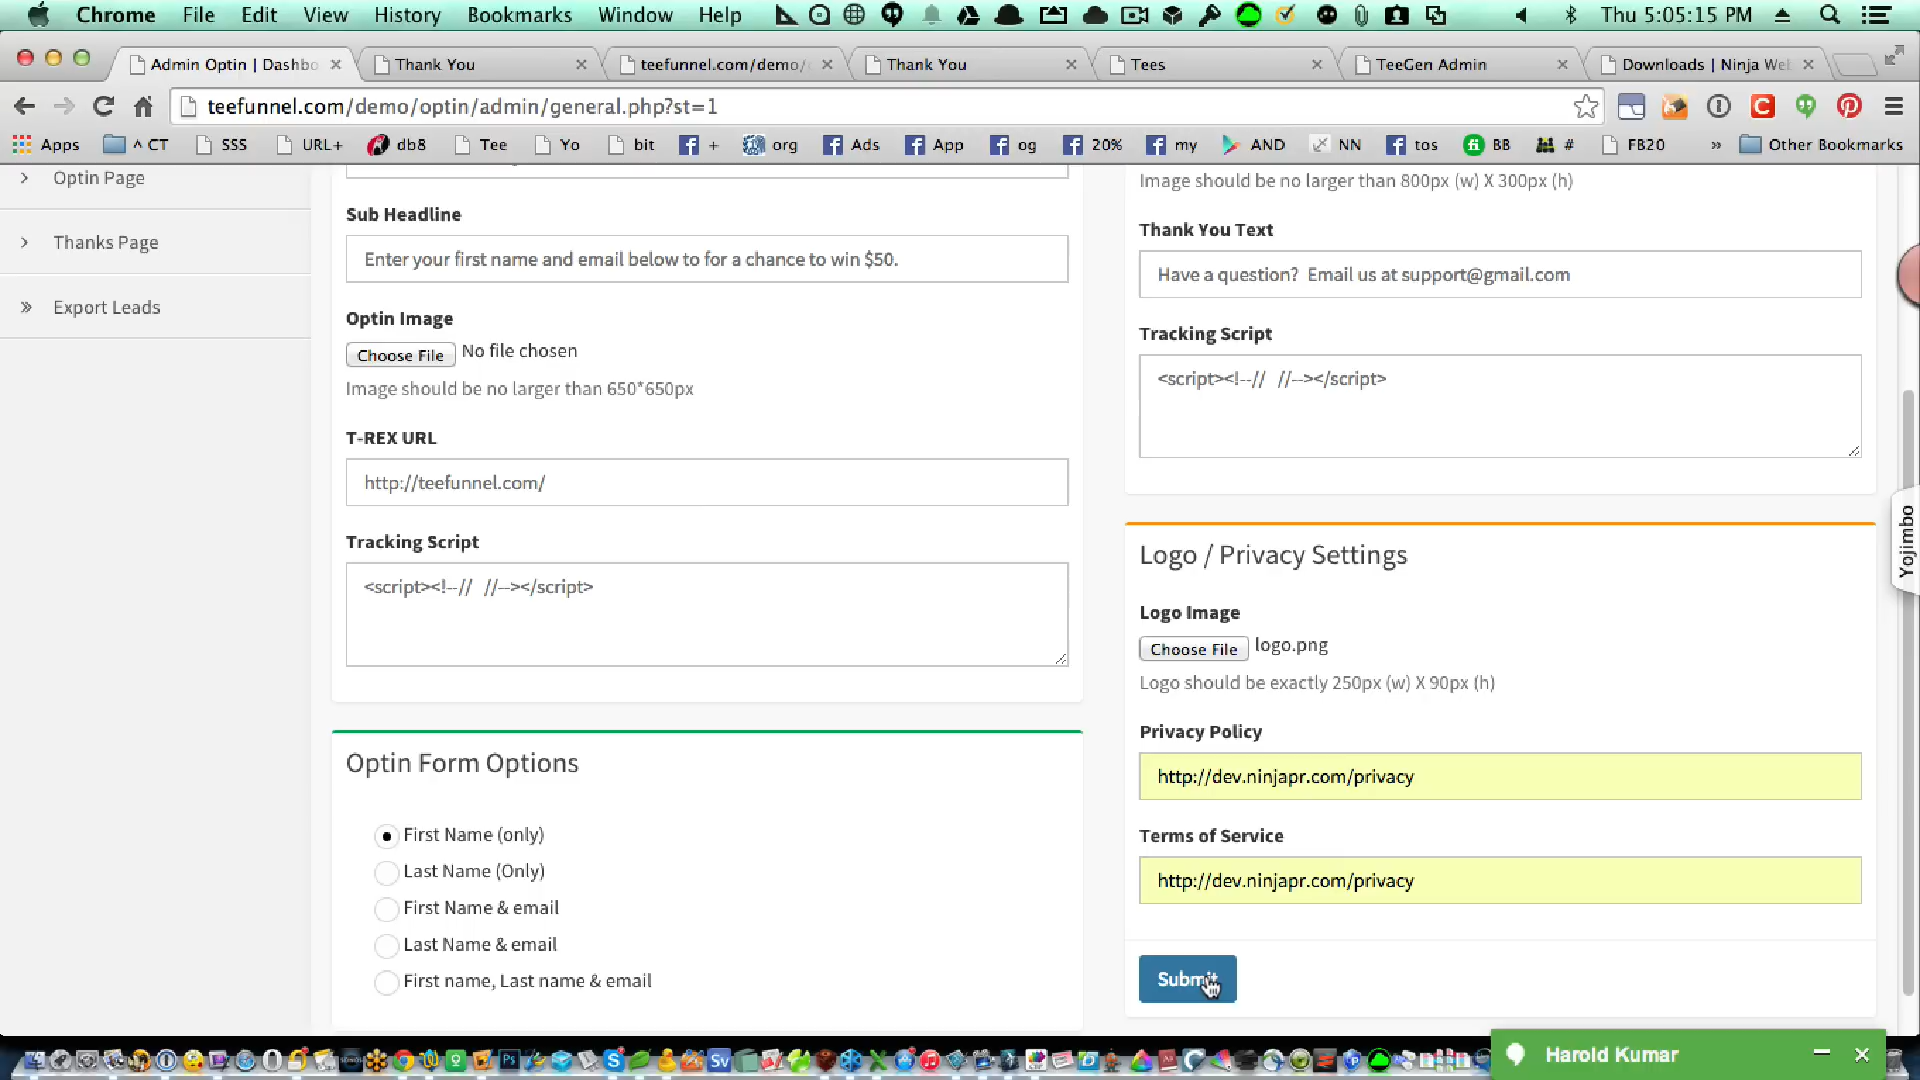 Chrome File Edit View History Bookmarks Window Help Thu 5:05:15 PM
Admin Optin | Dashbo Thank You teefunnel.com/demo/ Thank You Tees TeeGen Admin Downloads | Ninja We
teefunnel.com/demo/optin/admin/general.php?st=1
Apps ^ CT SSS URL+ db8 Tee Yo bit + org Ads App og 20% my AND NN tos BB # FB20 » Other Bookmarks
Optin Page
Thanks Page
Export Leads
Sub Headline
Enter your first name and email below to for a chance to win $50.
Optin Image
Choose File No file chosen
Image should be no larger than 650*650px
T-REX URL
http://teefunnel.com/
Tracking Script
<script><!--// //--></script>
Optin Form Options
First Name (only)
Last Name (Only)
First Name & email
Last Name & email
First name, Last name & email
Image should be no larger than 800px (w) X 300px (h)
Thank You Text
Have a question? Email us at support@gmail.com
Tracking Script
<script><!--// //--></script>
Logo / Privacy Settings
Logo Image
Choose File logo.png
Logo should be exactly 250px (w) X 90px (h)
Privacy Policy
http://dev.ninjapr.com/privacy
Terms of Service
http://dev.ninjapr.com/privacy
Submit
Yojimbo
Harold Kumar